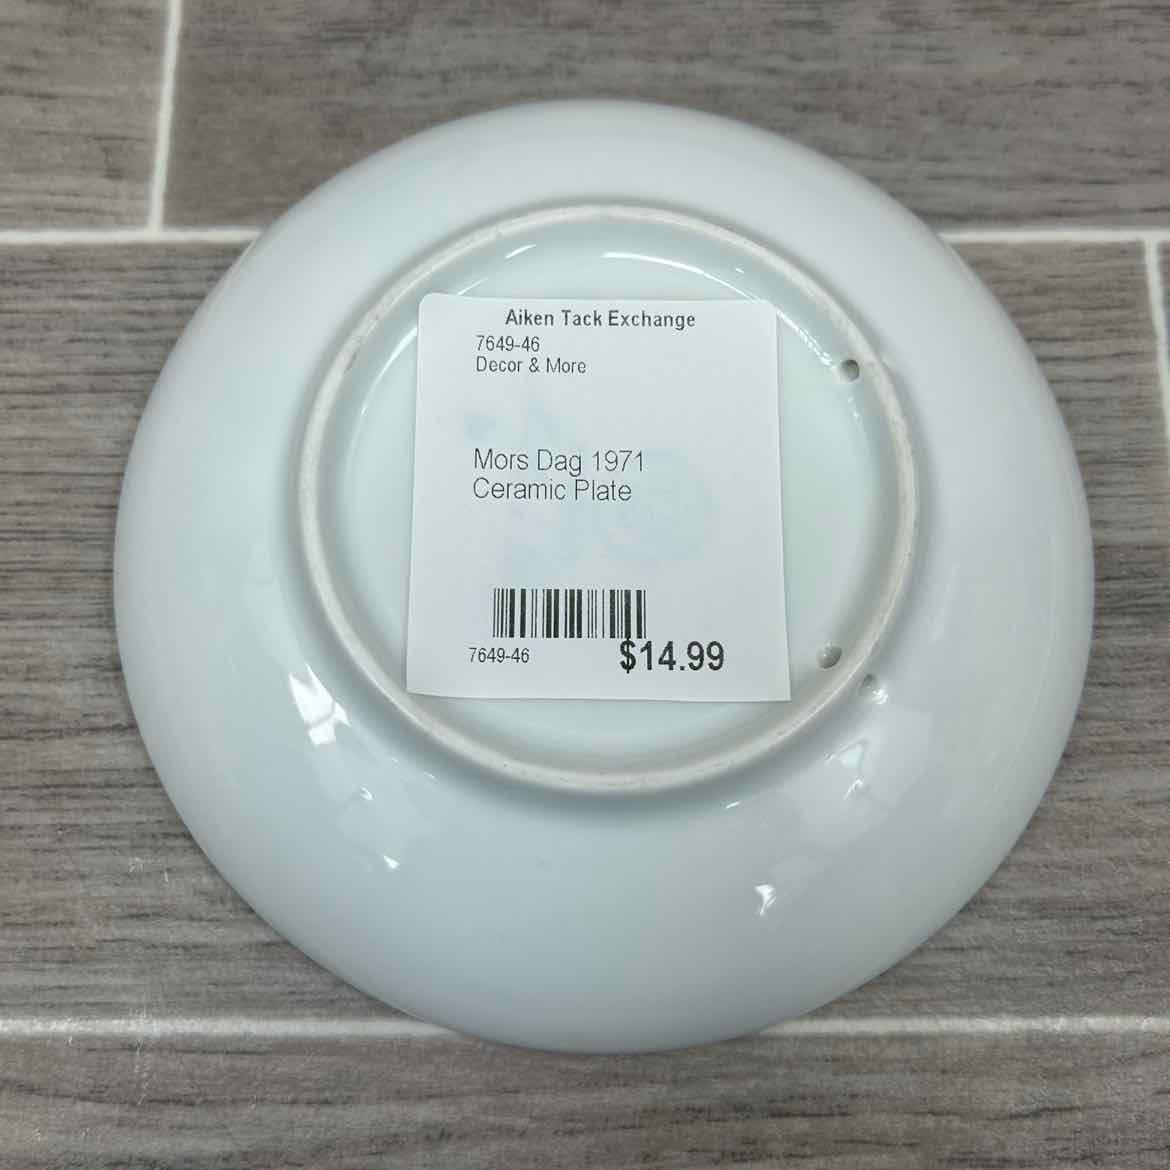 Aiken Tack Exchange
7649-46
Decor & More
Mors Dag 1971
Ceramic Plate
7649-46
$14.99